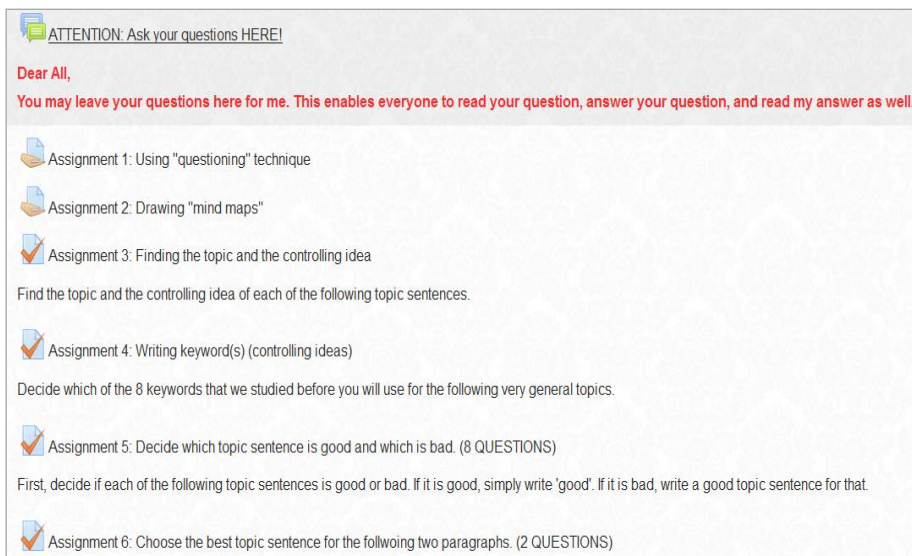 ATTENTION: Ask your questions HERE!
Dear All,
You may leave your questions here for me. This enables everyone to read your question, answer your question, and read my answer as well.
Assignment 1: Using "questioning" technique
Assignment 2: Drawing "mind maps"
Assignment 3: Finding the topic and the controlling idea
Find the topic and the controlling idea of each of the following topic sentences.
Assignment 4: Writing keyword(s) (controlling ideas)
Decide which of the 8 keywords that we studied before you will use for the following very general topics.
Assignment 5: Decide which topic sentence is good and which is bad. (8 QUESTIONS)
First, decide if each of the following topic sentences is good or bad. If it is good, simply write 'good'. If it is bad, write a good topic sentence for that.
Assignment 6: Choose the best topic sentence for the follwoing two paragraphs. (2 QUESTIONS)